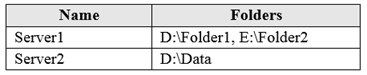 Name Folders
Server1 D:\Folder1, E:\Folder2
Server2 D:\Data